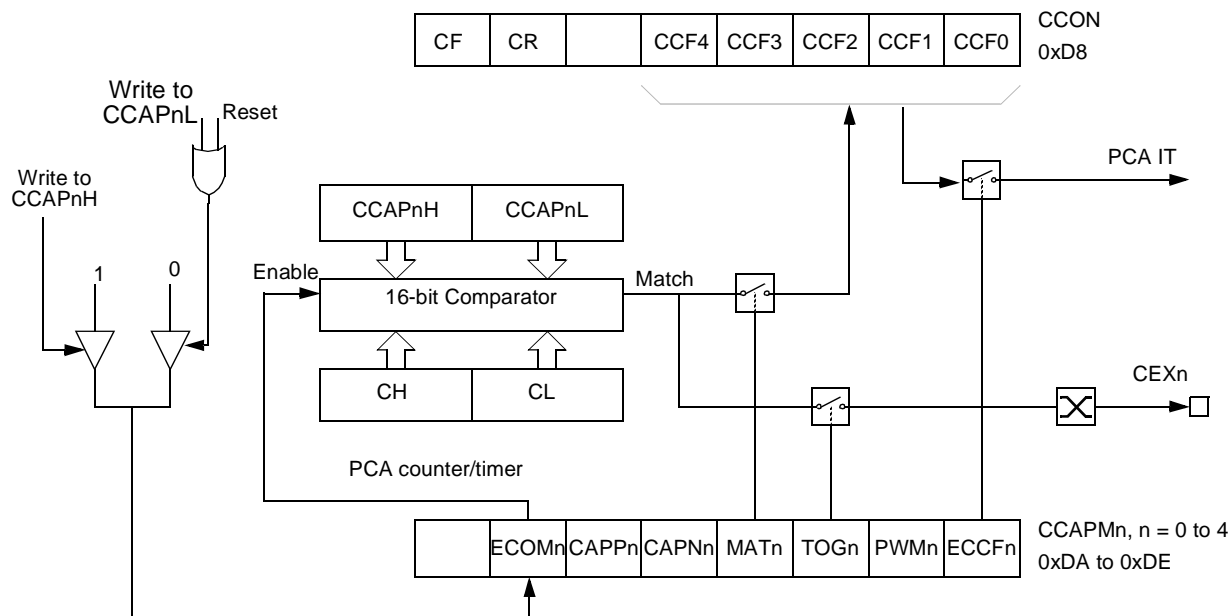 CF CR CCF4 CCF3 CCF2 CCF1 CCF0
CCON
0xD8
Write to
CCAPnL
Reset
Write to
CCAPnH
PCA IT
CCAPnH CCAPnL
1 0
Enable
16-bit Comparator
Match
CH CL
CEXn
PCA counter/timer
ECOMn CAPPn CAPNn MATn TOGn PWMn ECCFn
CCAPMn, n = 0 to 4
0xDA to 0xDE